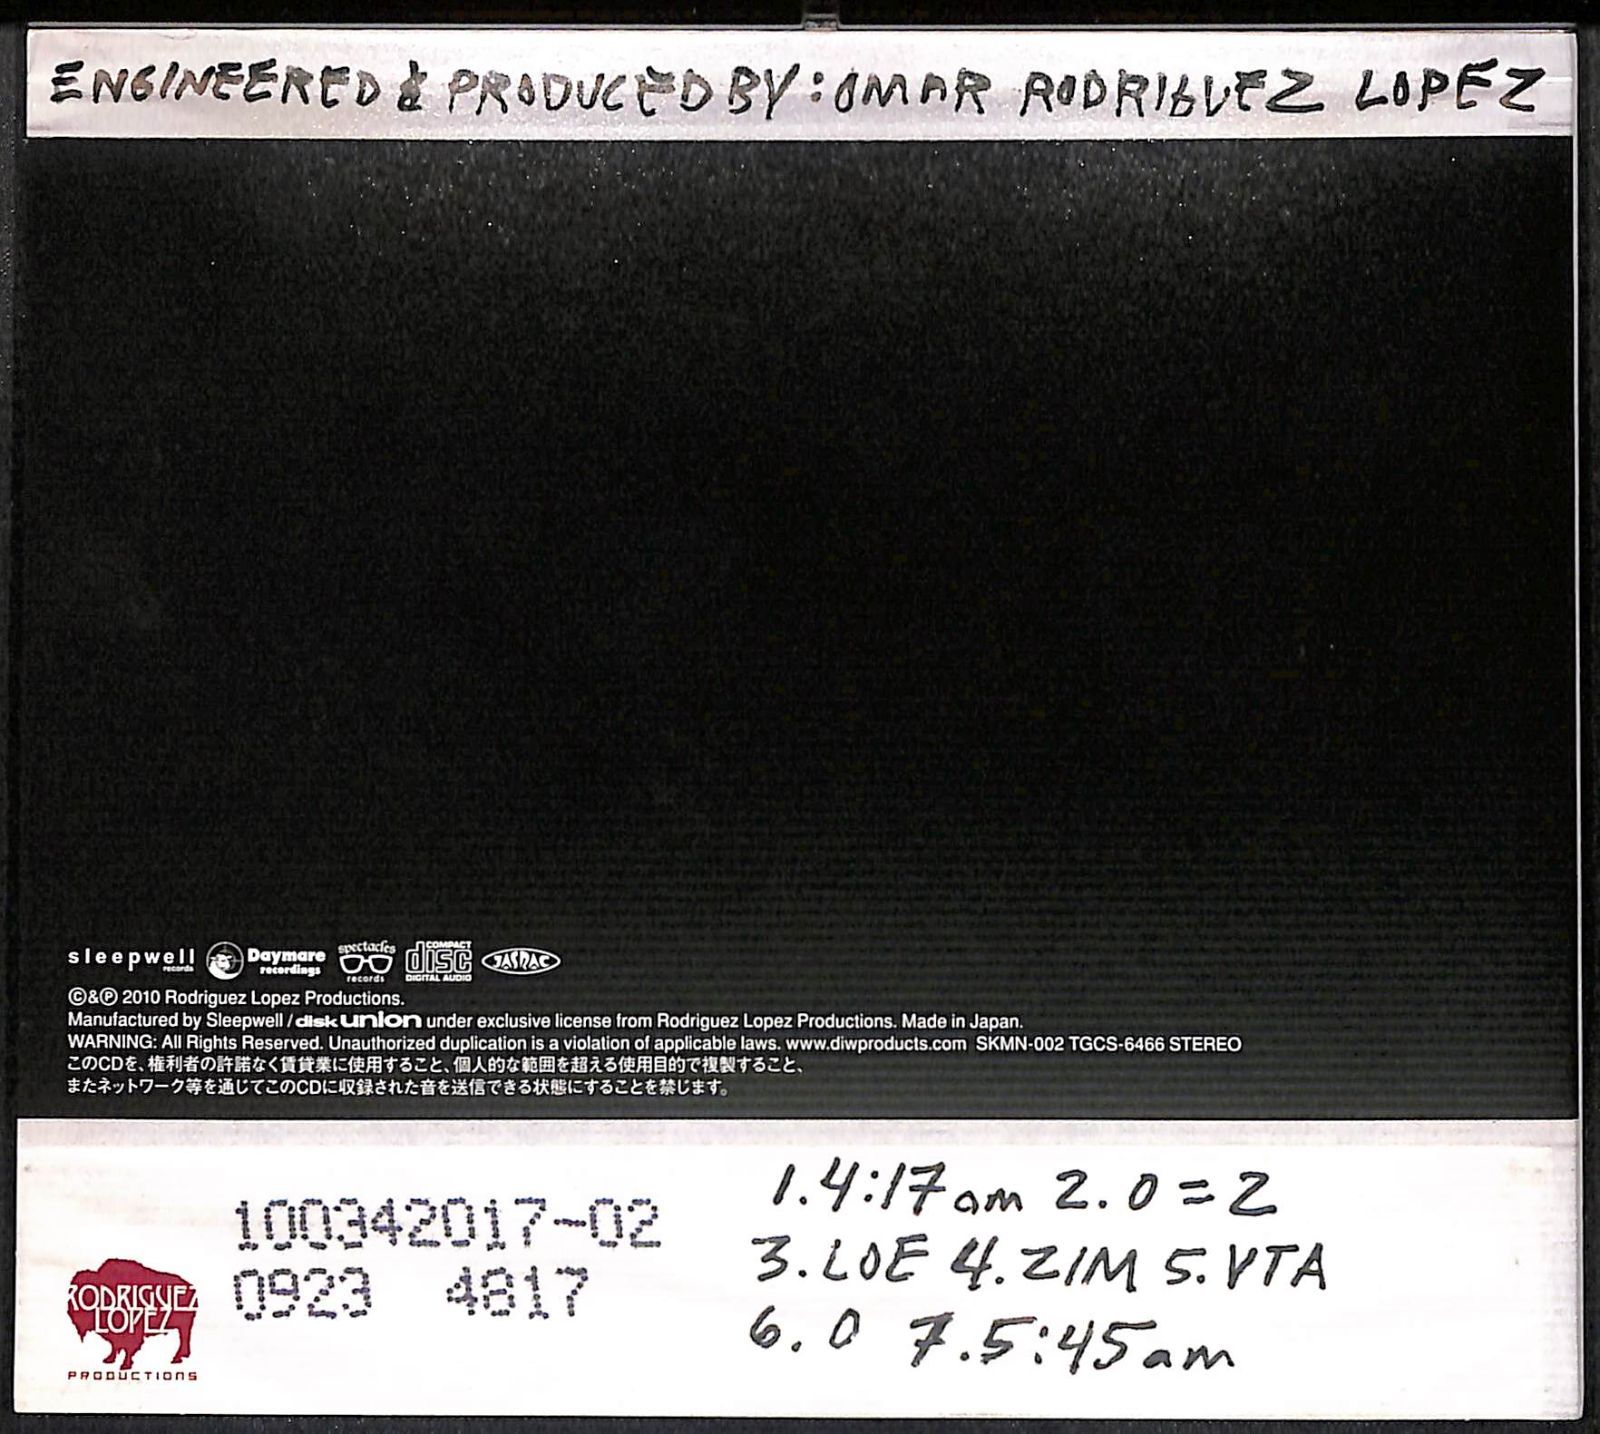 ENGINEERED & PRODUCED BY: OMAR RODRIGUEZ LOPEZ
sleepwell records Daymare recordings spectacles records COMPACT disc DIGITAL AUDIO JASRAC
©&℗ 2010 Rodriguez Lopez Productions.
Manufactured by Sleepwell / disk union under exclusive license from Rodriguez Lopez Productions. Made in Japan.
WARNING: All Rights Reserved. Unauthorized duplication is a violation of applicable laws. www.diwproducts.com SKMN-002 TGCS-6466 STEREO
このCDを、権利者の許諾なく賃貸業に使用すること、個人的な範囲を超える使用目的で複製すること、
またネットワーク等を通じてこのCDに収録された音を送信できる状態にすることを禁じます。
RODRIGUEZ
LOPEZ
PRODUCTIONS
100342017-02
0923 4817
1. 4:17am 2. 0=2
3. LOE 4. ZIM 5. VTA
6. 0 7. 5:45am